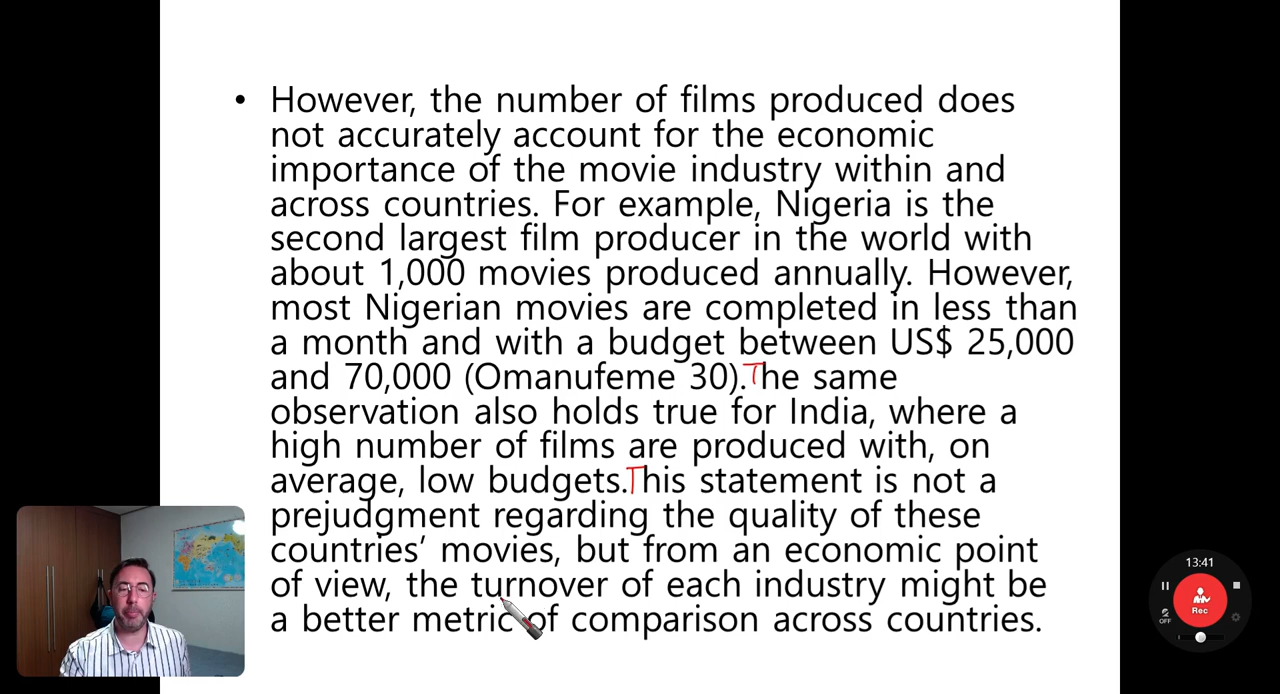 • However, the number of films produced does
not accurately account for the economic
importance of the movie industry within and
across countries. For example, Nigeria is the
second largest film producer in the world with
about 1,000 movies produced annually. However,
most Nigerian movies are completed in less than
a month and with a budget between US$ 25,000
and 70,000 (Omanufeme 30).The same
observation also holds true for India, where a
high number of films are produced with, on
average, low budgets.This statement is not a
prejudgment regarding the quality of these
countries’ movies, but from an economic point
of view, the turnover of each industry might be
a better metric of comparison across countries.
13:41
Rec
OFF